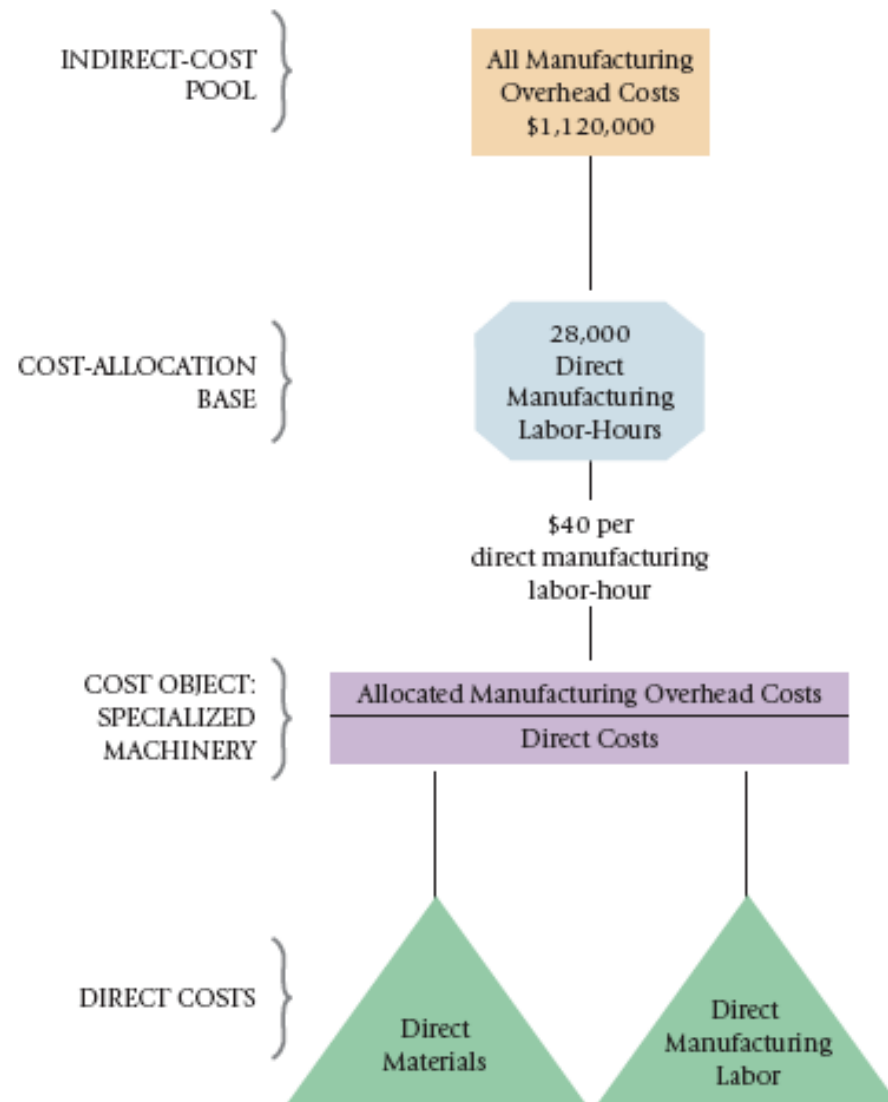 INDIRECT-COST
POOL
All Manufacturing
Overhead Costs
$1,120,000
COST-ALLOCATION
BASE
28,000
Direct
Manufacturing
Labor-Hours
$40 per
direct manufacturing
labor-hour
COST OBJECT:
SPECIALIZED
MACHINERY
Allocated Manufacturing Overhead Costs
Direct Costs
DIRECT COSTS
Direct
Materials
Direct
Manufacturing
Labor